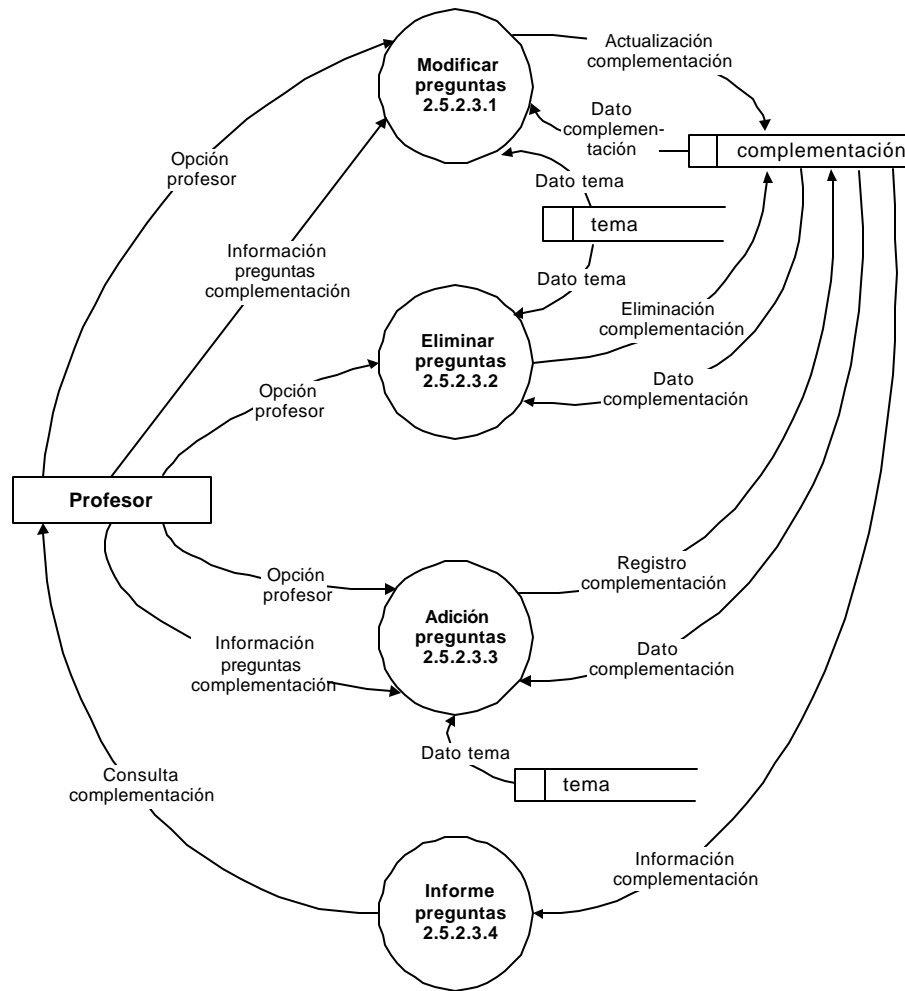 Modificar
preguntas
2.5.2.3.1
Actualización
complementación
Dato
complemen-
tación
complementación
Opción
profesor
Dato tema
tema
Información
preguntas
complementación
Dato tema
Eliminación
complementación
Eliminar
preguntas
2.5.2.3.2
Opción
profesor
Dato
complementación
Profesor
Opción
profesor
Registro
complementación
Adición
preguntas
2.5.2.3.3
Información
preguntas
complementación
Dato
complementación
Dato tema
tema
Consulta
complementación
Información
complementación
Informe
preguntas
2.5.2.3.4